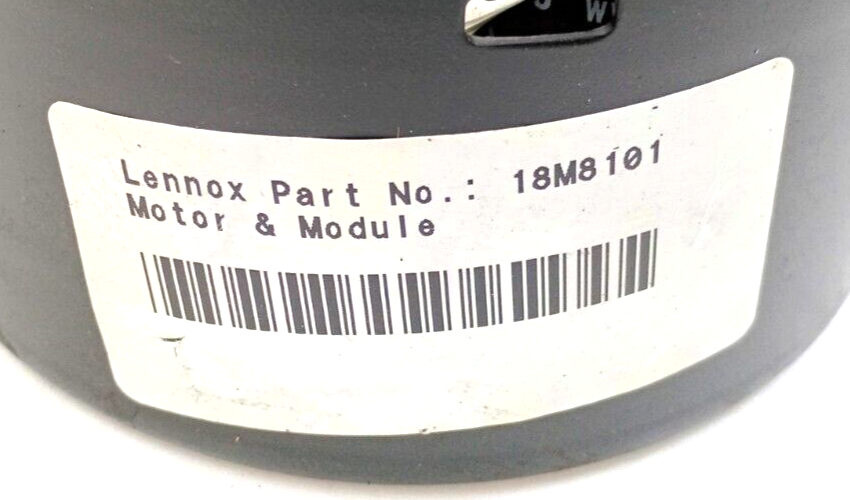 Lennox Part No.: 18M8101
Motor & Module